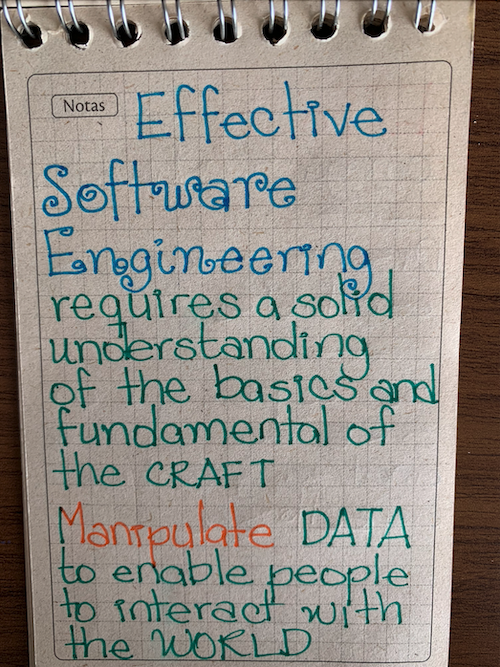 Notas
Effective
Software
Engineering
requires a solid
understanding
of the basics and
fundamental of
the CRAFT
Manipulate DATA
to enable people
to interact with
the WORLD